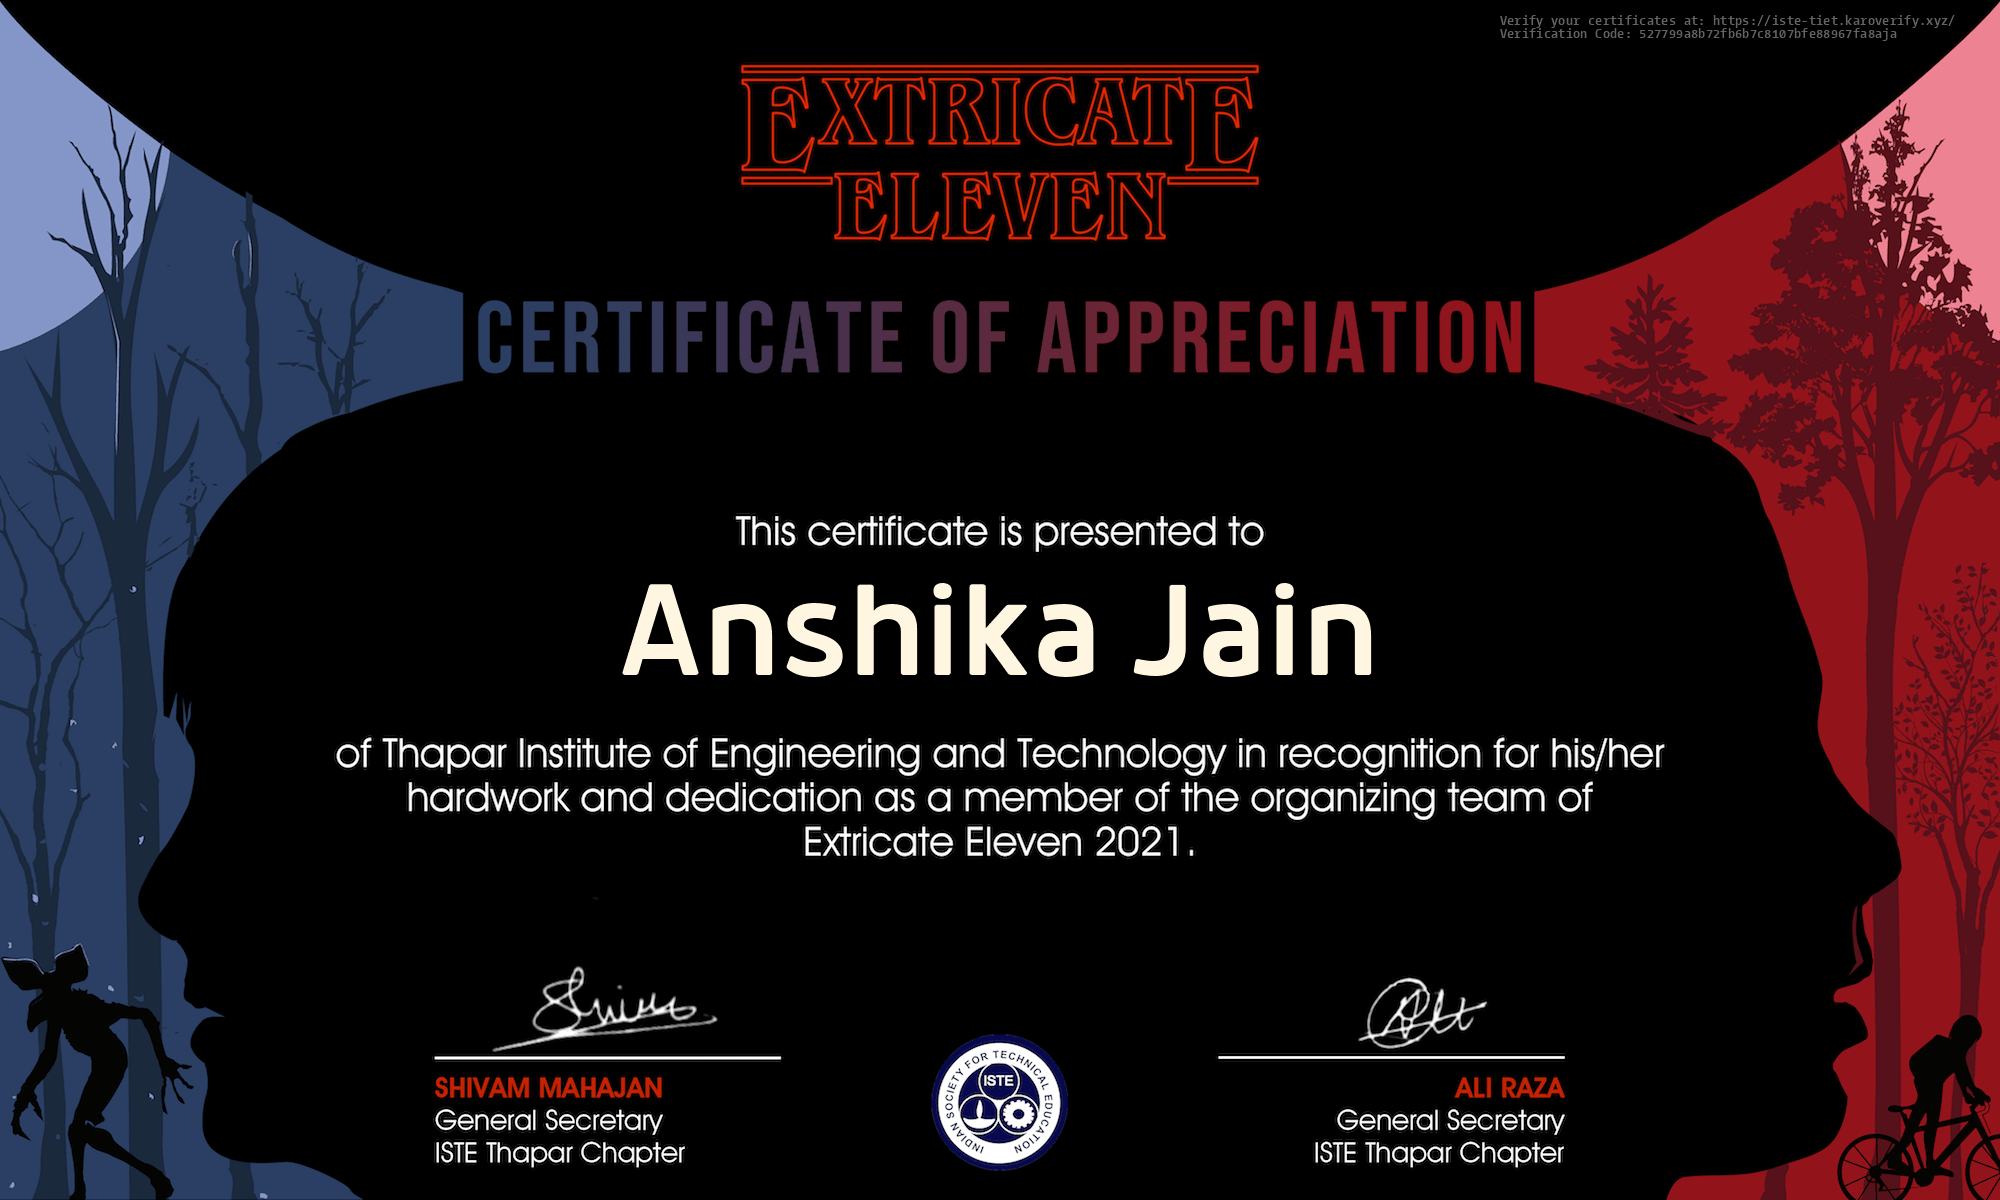 Verify your certificates at: https://iste-tiet.karoverify.xyz/
Verification Code: 527799a8b72fb6b7c8107bfe88967fa8aja
EXTRICATE
ELEVEN
CERTIFICATE OF APPRECIATION
This certificate is presented to
Anshika Jain
of Thapar Institute of Engineering and Technology in recognition for his/her
hardwork and dedication as a member of the organizing team of
Extricate Eleven 2021.
SHIVAM MAHAJAN
General Secretary
ISTE Thapar Chapter
INDIAN SOCIETY FOR TECHNICAL EDUCATION
ISTE
ALI RAZA
General Secretary
ISTE Thapar Chapter